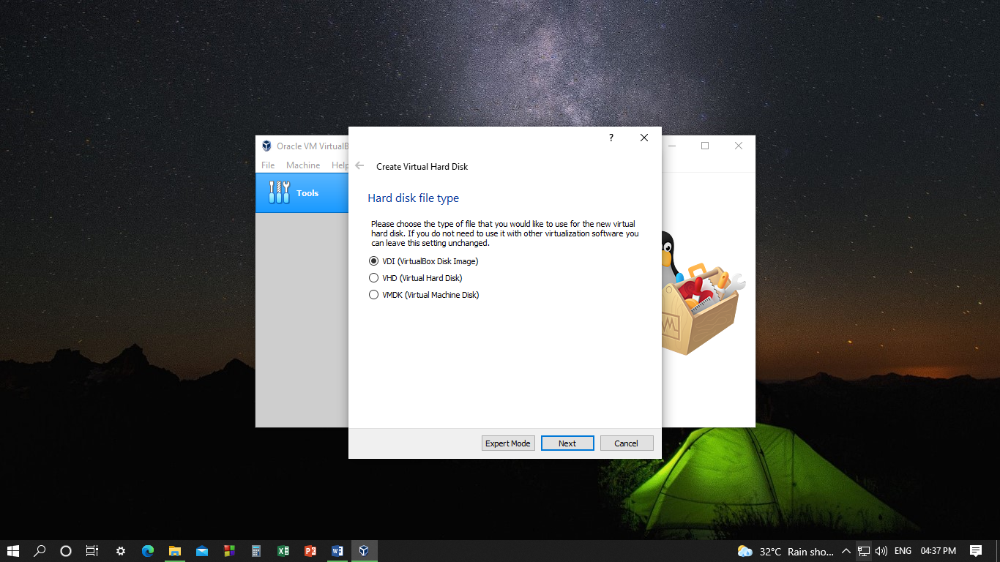 ?
Oracle VM VirtualB
File Machine Help
Create Virtual Hard Disk
Tools
Hard disk file type
Please choose the type of file that you would like to use for the new virtual
hard disk. If you do not need to use it with other virtualization software you
can leave this setting unchanged.
VDI (VirtualBox Disk Image)
VHD (Virtual Hard Disk)
VMDK (Virtual Machine Disk)
Expert Mode Next Cancel
32°C Rain sho... ENG 04:37 PM